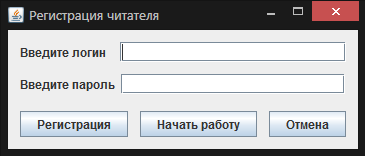 Регистрация читателя
Введите логин
Введите пароль
Регистрация Начать работу Отмена